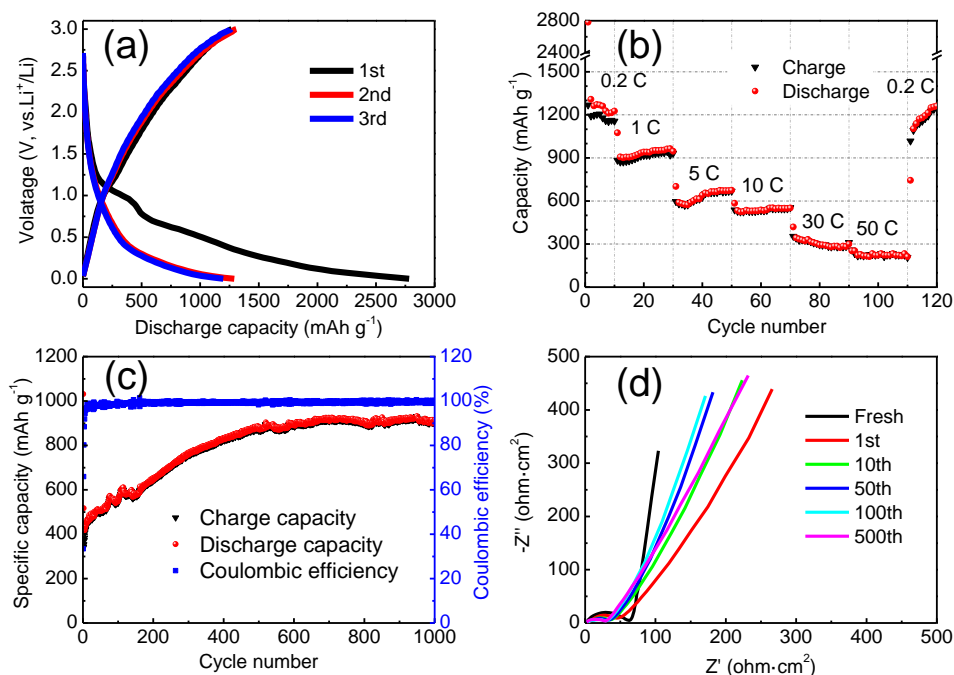 (a)
3.0
2.5
2.0
1.5
1.0
0.5
0.0
Volatage (V, vs.Li⁺/Li)
1st
2nd
3rd
0 500 1000 1500 2000 2500 3000
Discharge capacity (mAh g⁻¹)
(b)
2800
2600
1500
1200
900
600
300
0
Capacity (mAh g⁻¹)
Charge
Discharge
0.2 C
1 C
5 C
10 C
30 C
50 C
0.2 C
0 20 40 60 80 100 120
Cycle number
(c)
1200
1000
800
600
400
200
0
Specific capacity (mAh g⁻¹)
Charge capacity
Discharge capacity
Coulombic efficiency
120
100
80
60
40
20
0
Coulombic efficiency (%)
0 200 400 600 800 1000
Cycle number
(d)
500
400
300
200
100
0
-Z'' (ohm·cm²)
Fresh
1st
10th
50th
100th
500th
0 100 200 300 400 500
Z' (ohm·cm²)